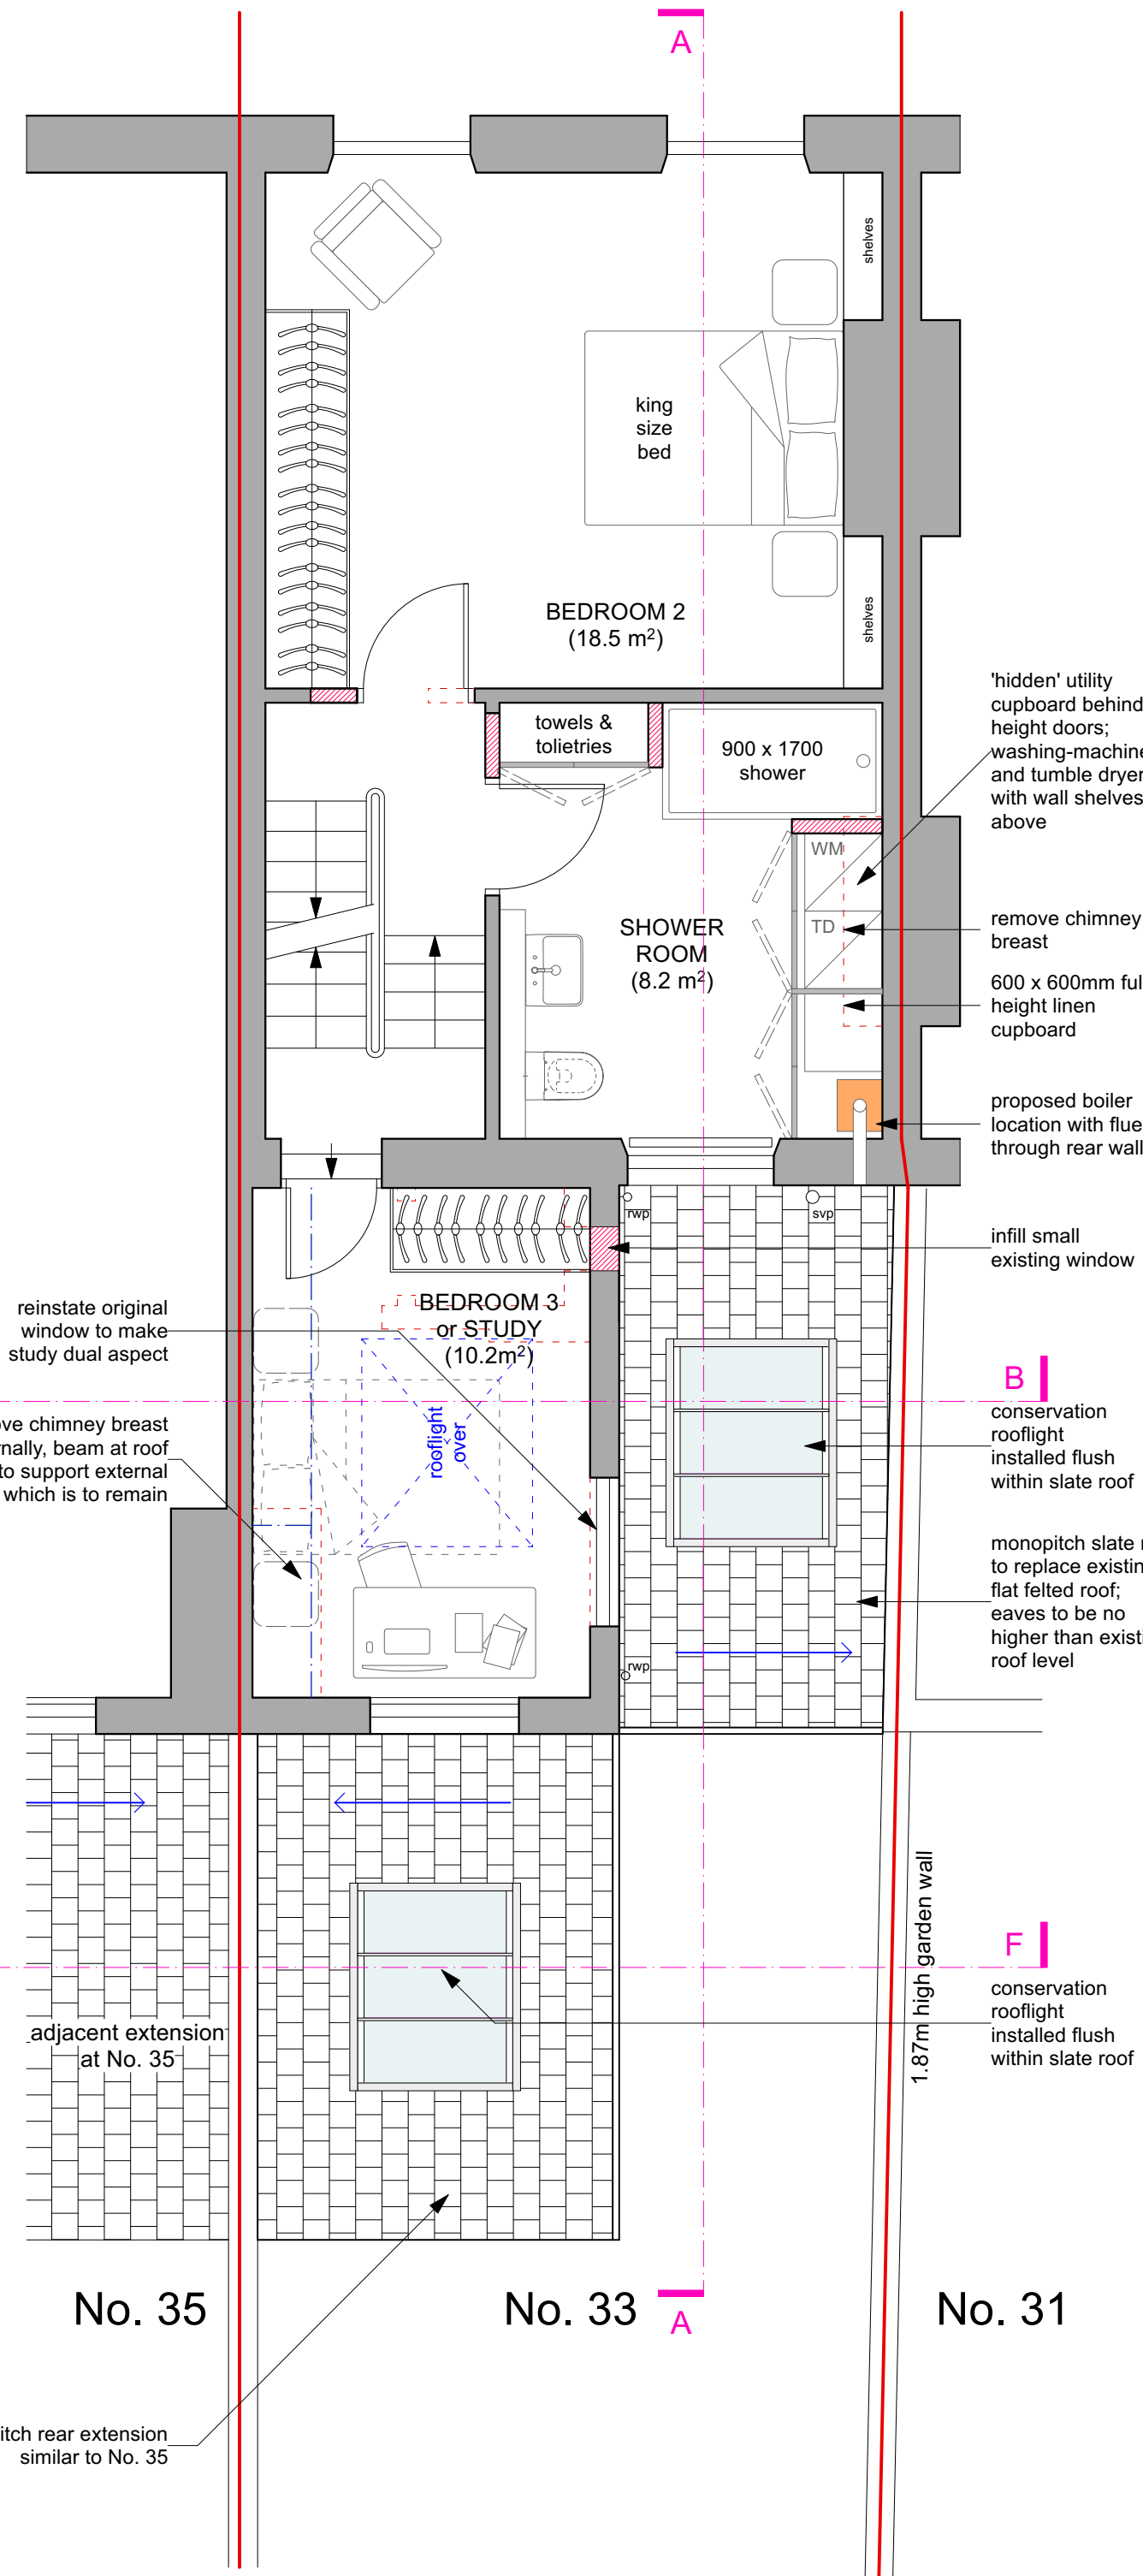 A
shelves
king
size
bed
BEDROOM 2
(18.5 m²)
shelves
'hidden' utility
cupboard behind
height doors;
washing-machine
and tumble dryer
with wall shelves
above
towels &
tolietries
900 x 1700
shower
WM
TD
SHOWER
ROOM
(8.2 m²)
remove chimney
breast
600 x 600mm ful
height linen
cupboard
proposed boiler
location with flue
through rear wall
rwp
svp
infill small
existing window
reinstate original
window to make
study dual aspect
BEDROOM 3
or STUDY
(10.2m²)
rooflight
over
B
conservation
rooflight
installed flush
within slate roof
ve chimney breast
rnally, beam at roof
to support external
which is to remain
monopitch slate r
to replace existin
flat felted roof;
eaves to be no
higher than existi
roof level
rwp
1.87m high garden wall
F
conservation
rooflight
installed flush
within slate roof
adjacent extension
at No. 35
No. 35
No. 33
A
No. 31
itch rear extension
similar to No. 35